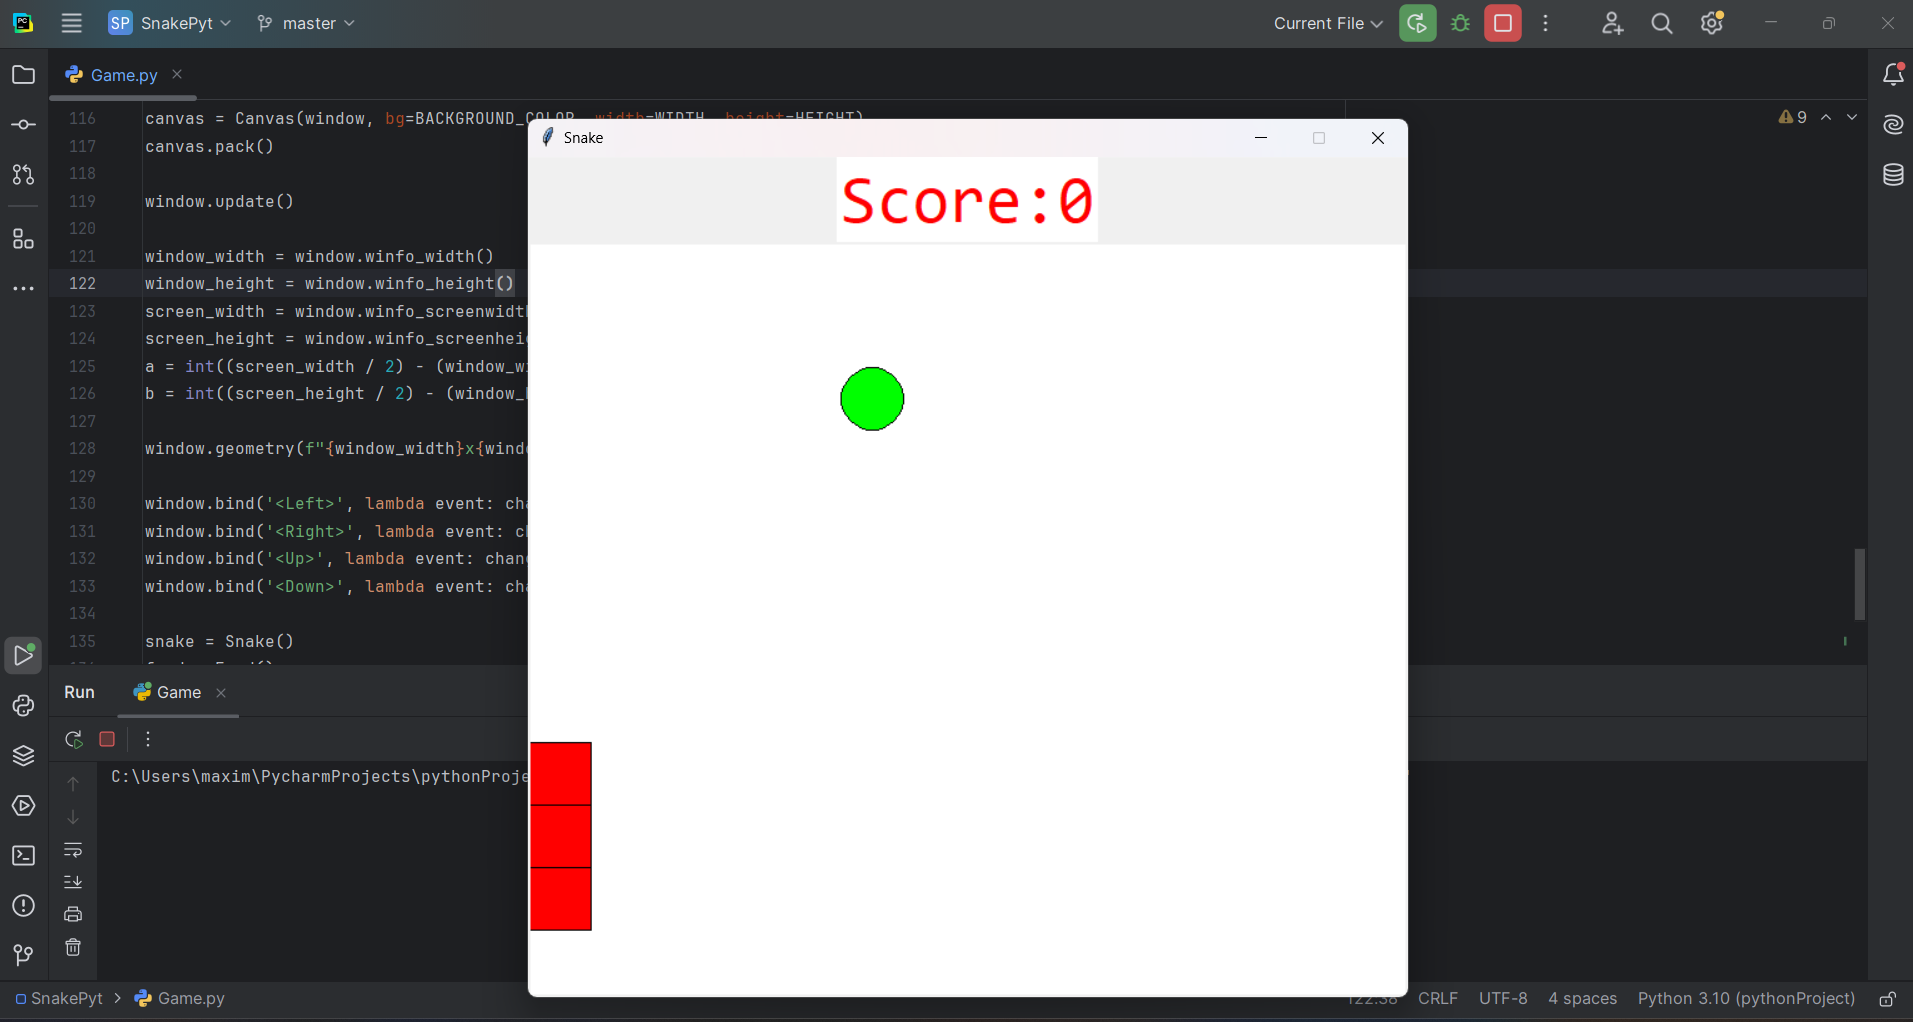 SP SnakePyt master Current File
Game.py
9
116 canvas = Canvas(window, bg=BACKGROUND_COLOR, width=WIDTH, height=HEIGHT)
117 canvas.pack()
118
119 window.update()
120
121 window_width = window.winfo_width()
122 window_height = window.winfo_height()
123 screen_width = window.winfo_screenwidt
124 screen_height = window.winfo_screenhei
125 a = int((screen_width / 2) - (window_w
126 b = int((screen_height / 2) - (window_
127
128 window.geometry(f"{window_width}x{wind
129
130 window.bind('<Left>', lambda event: cha
131 window.bind('<Right>', lambda event: c
132 window.bind('<Up>', lambda event: chan
133 window.bind('<Down>', lambda event: cha
134
135 snake = Snake()
Snake
Score:0
Run Game
C:\Users\maxim\PycharmProjects\pythonProje
SnakePyt > Game.py
122:38 CRLF UTF-8 4 spaces Python 3.10 (pythonProject)